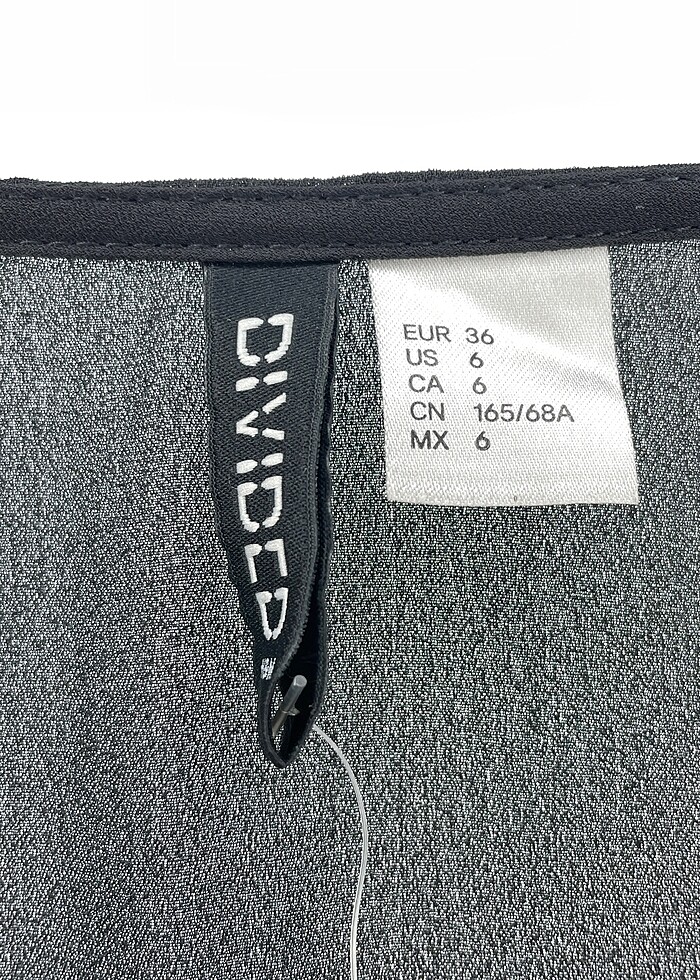 DIVIDED
EUR 36
US 6
CA 6
CN 165/68A
MX 6